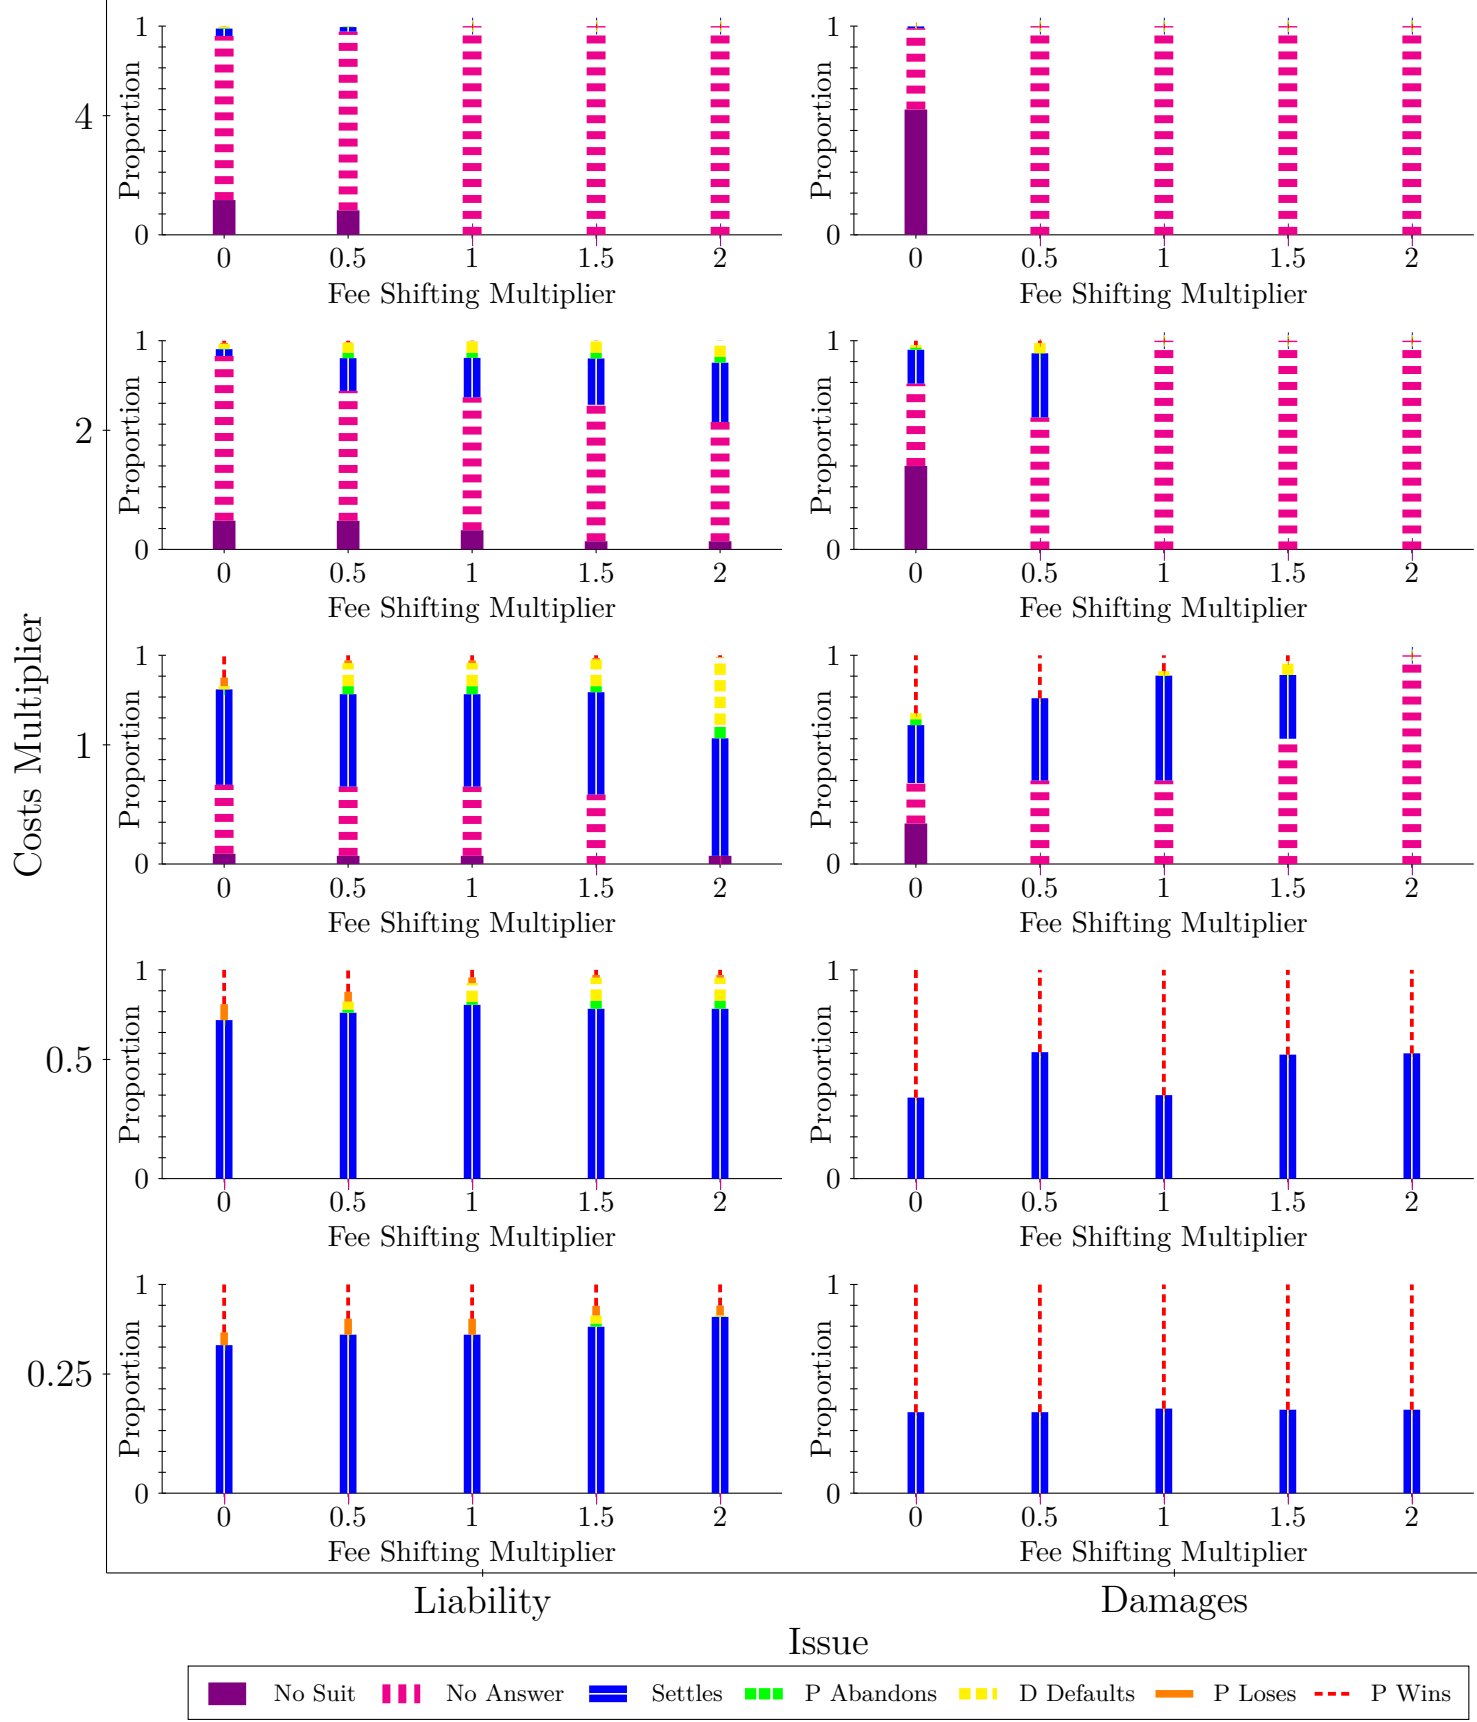 1
Proportion
0
0 0.5 1 1.5 2
Fee Shifting Multiplier
1
Proportion
0
0 0.5 1 1.5 2
Fee Shifting Multiplier
4
1
Proportion
0
0 0.5 1 1.5 2
Fee Shifting Multiplier
1
Proportion
0
0 0.5 1 1.5 2
Fee Shifting Multiplier
2
1
Proportion
0
0 0.5 1 1.5 2
Fee Shifting Multiplier
1
Proportion
0
0 0.5 1 1.5 2
Fee Shifting Multiplier
1
Costs Multiplier
1
Proportion
0
0 0.5 1 1.5 2
Fee Shifting Multiplier
1
Proportion
0
0 0.5 1 1.5 2
Fee Shifting Multiplier
0.5
1
Proportion
0
0 0.5 1 1.5 2
Fee Shifting Multiplier
1
Proportion
0
0 0.5 1 1.5 2
Fee Shifting Multiplier
0.25
Liability Damages
Issue
No Suit No Answer Settles P Abandons D Defaults P Loses P Wins